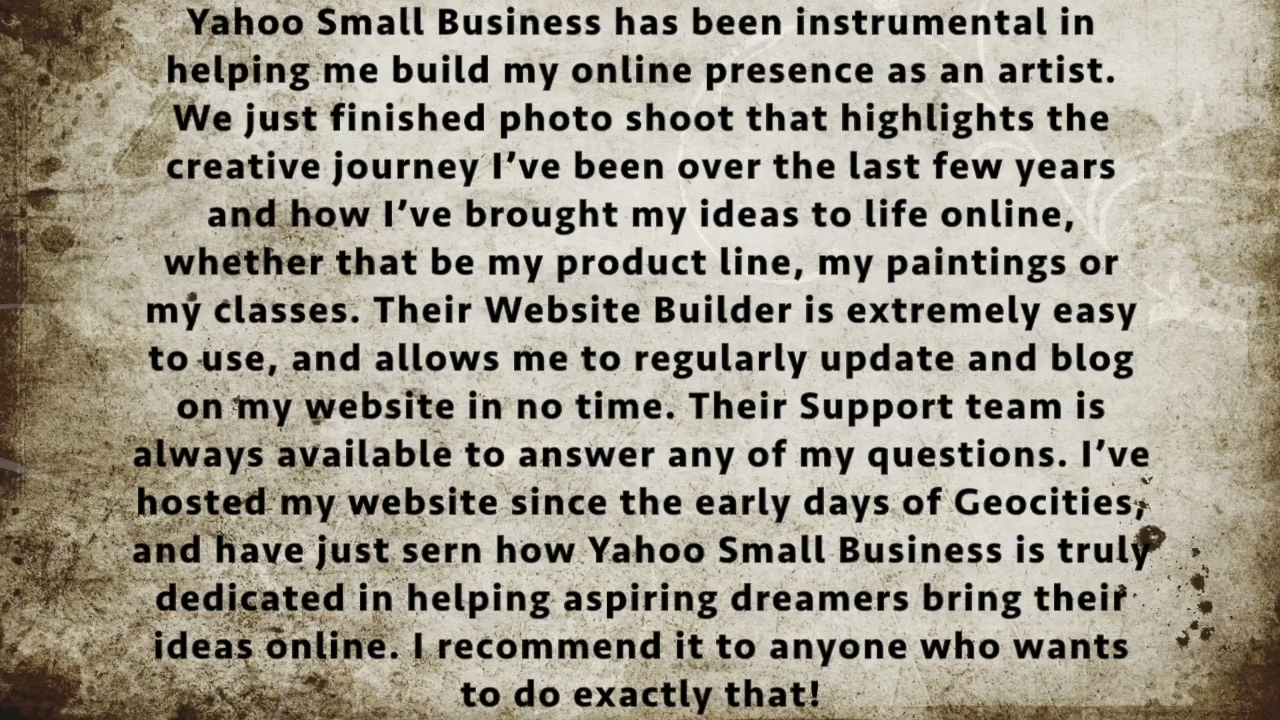 Yahoo Small Business has been instrumental in
helping me build my online presence as an artist.
We just finished photo shoot that highlights the
creative journey I’ve been over the last few years
and how I’ve brought my ideas to life online,
whether that be my product line, my paintings or
my classes. Their Website Builder is extremely easy
to use, and allows me to regularly update and blog
on my website in no time. Their Support team is
always available to answer any of my questions. I’ve
hosted my website since the early days of Geocities,
and have just sern how Yahoo Small Business is truly
dedicated in helping aspiring dreamers bring their
ideas online. I recommend it to anyone who wants
to do exactly that!